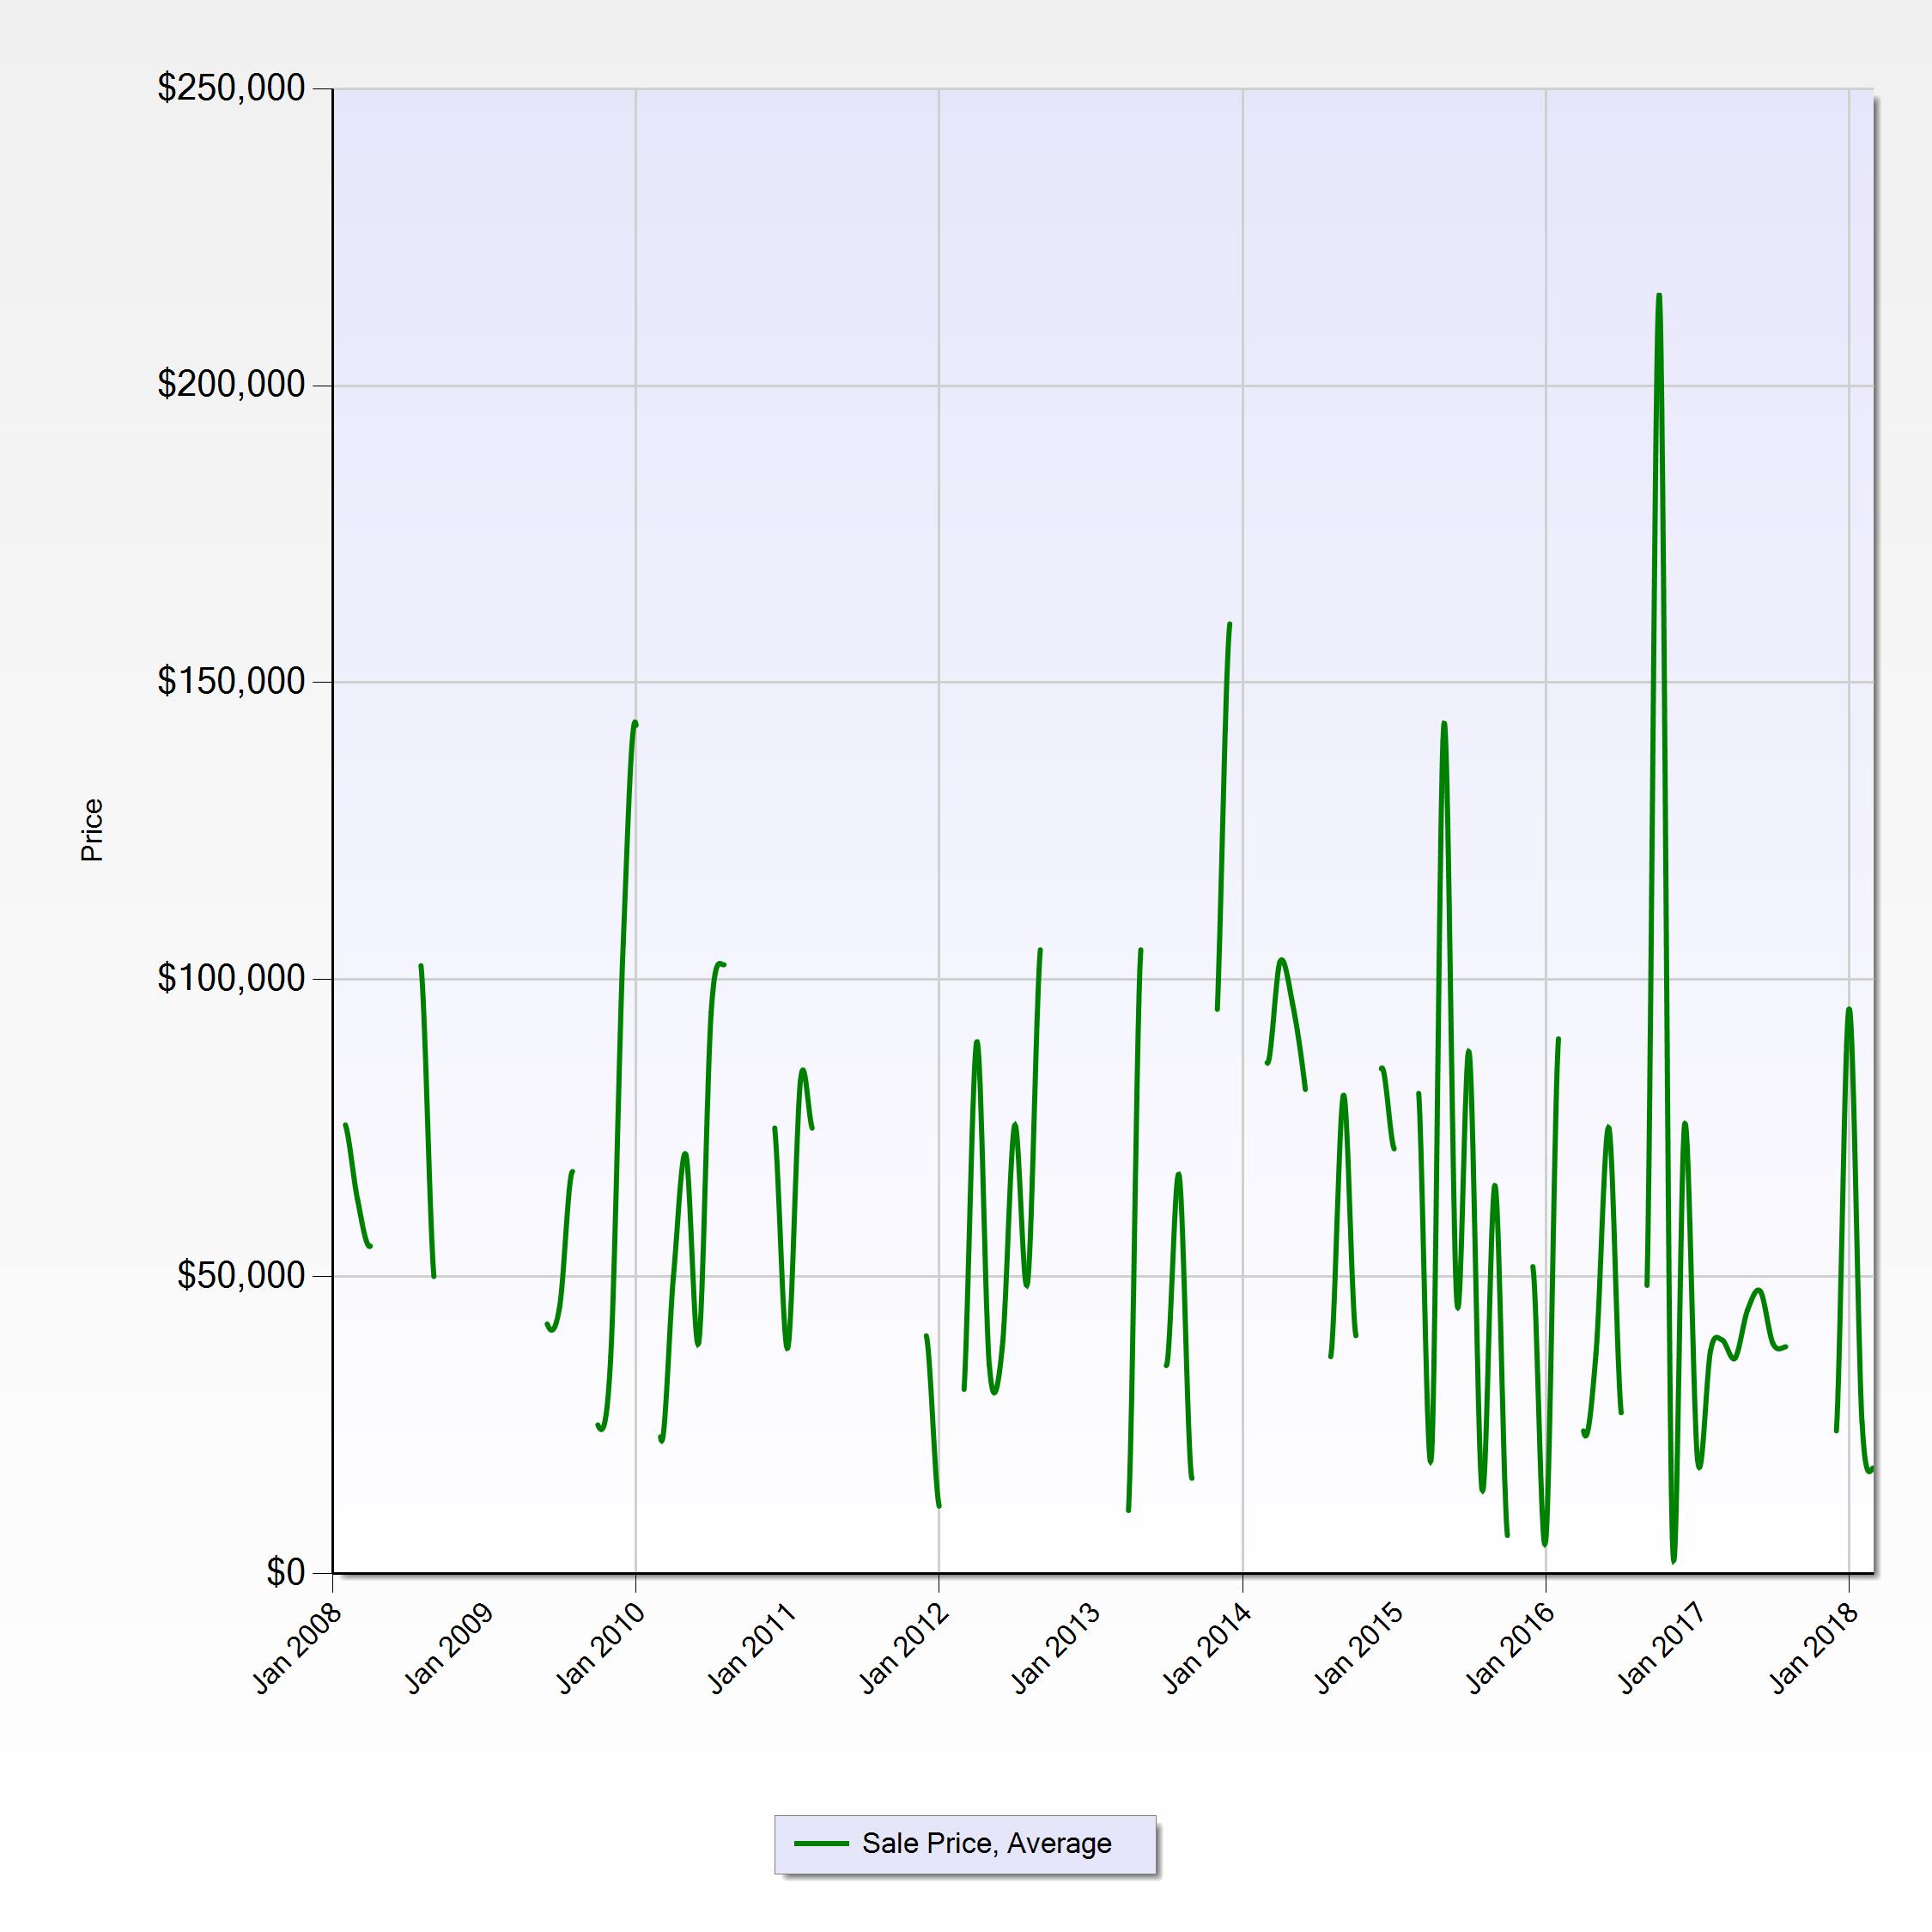 $250,000
$200,000
$150,000
$100,000
$50,000
$0
Price
Jan 2008
Jan 2009
Jan 2010
Jan 2011
Jan 2012
Jan 2013
Jan 2014
Jan 2015
Jan 2016
Jan 2017
Jan 2018
Sale Price, Average